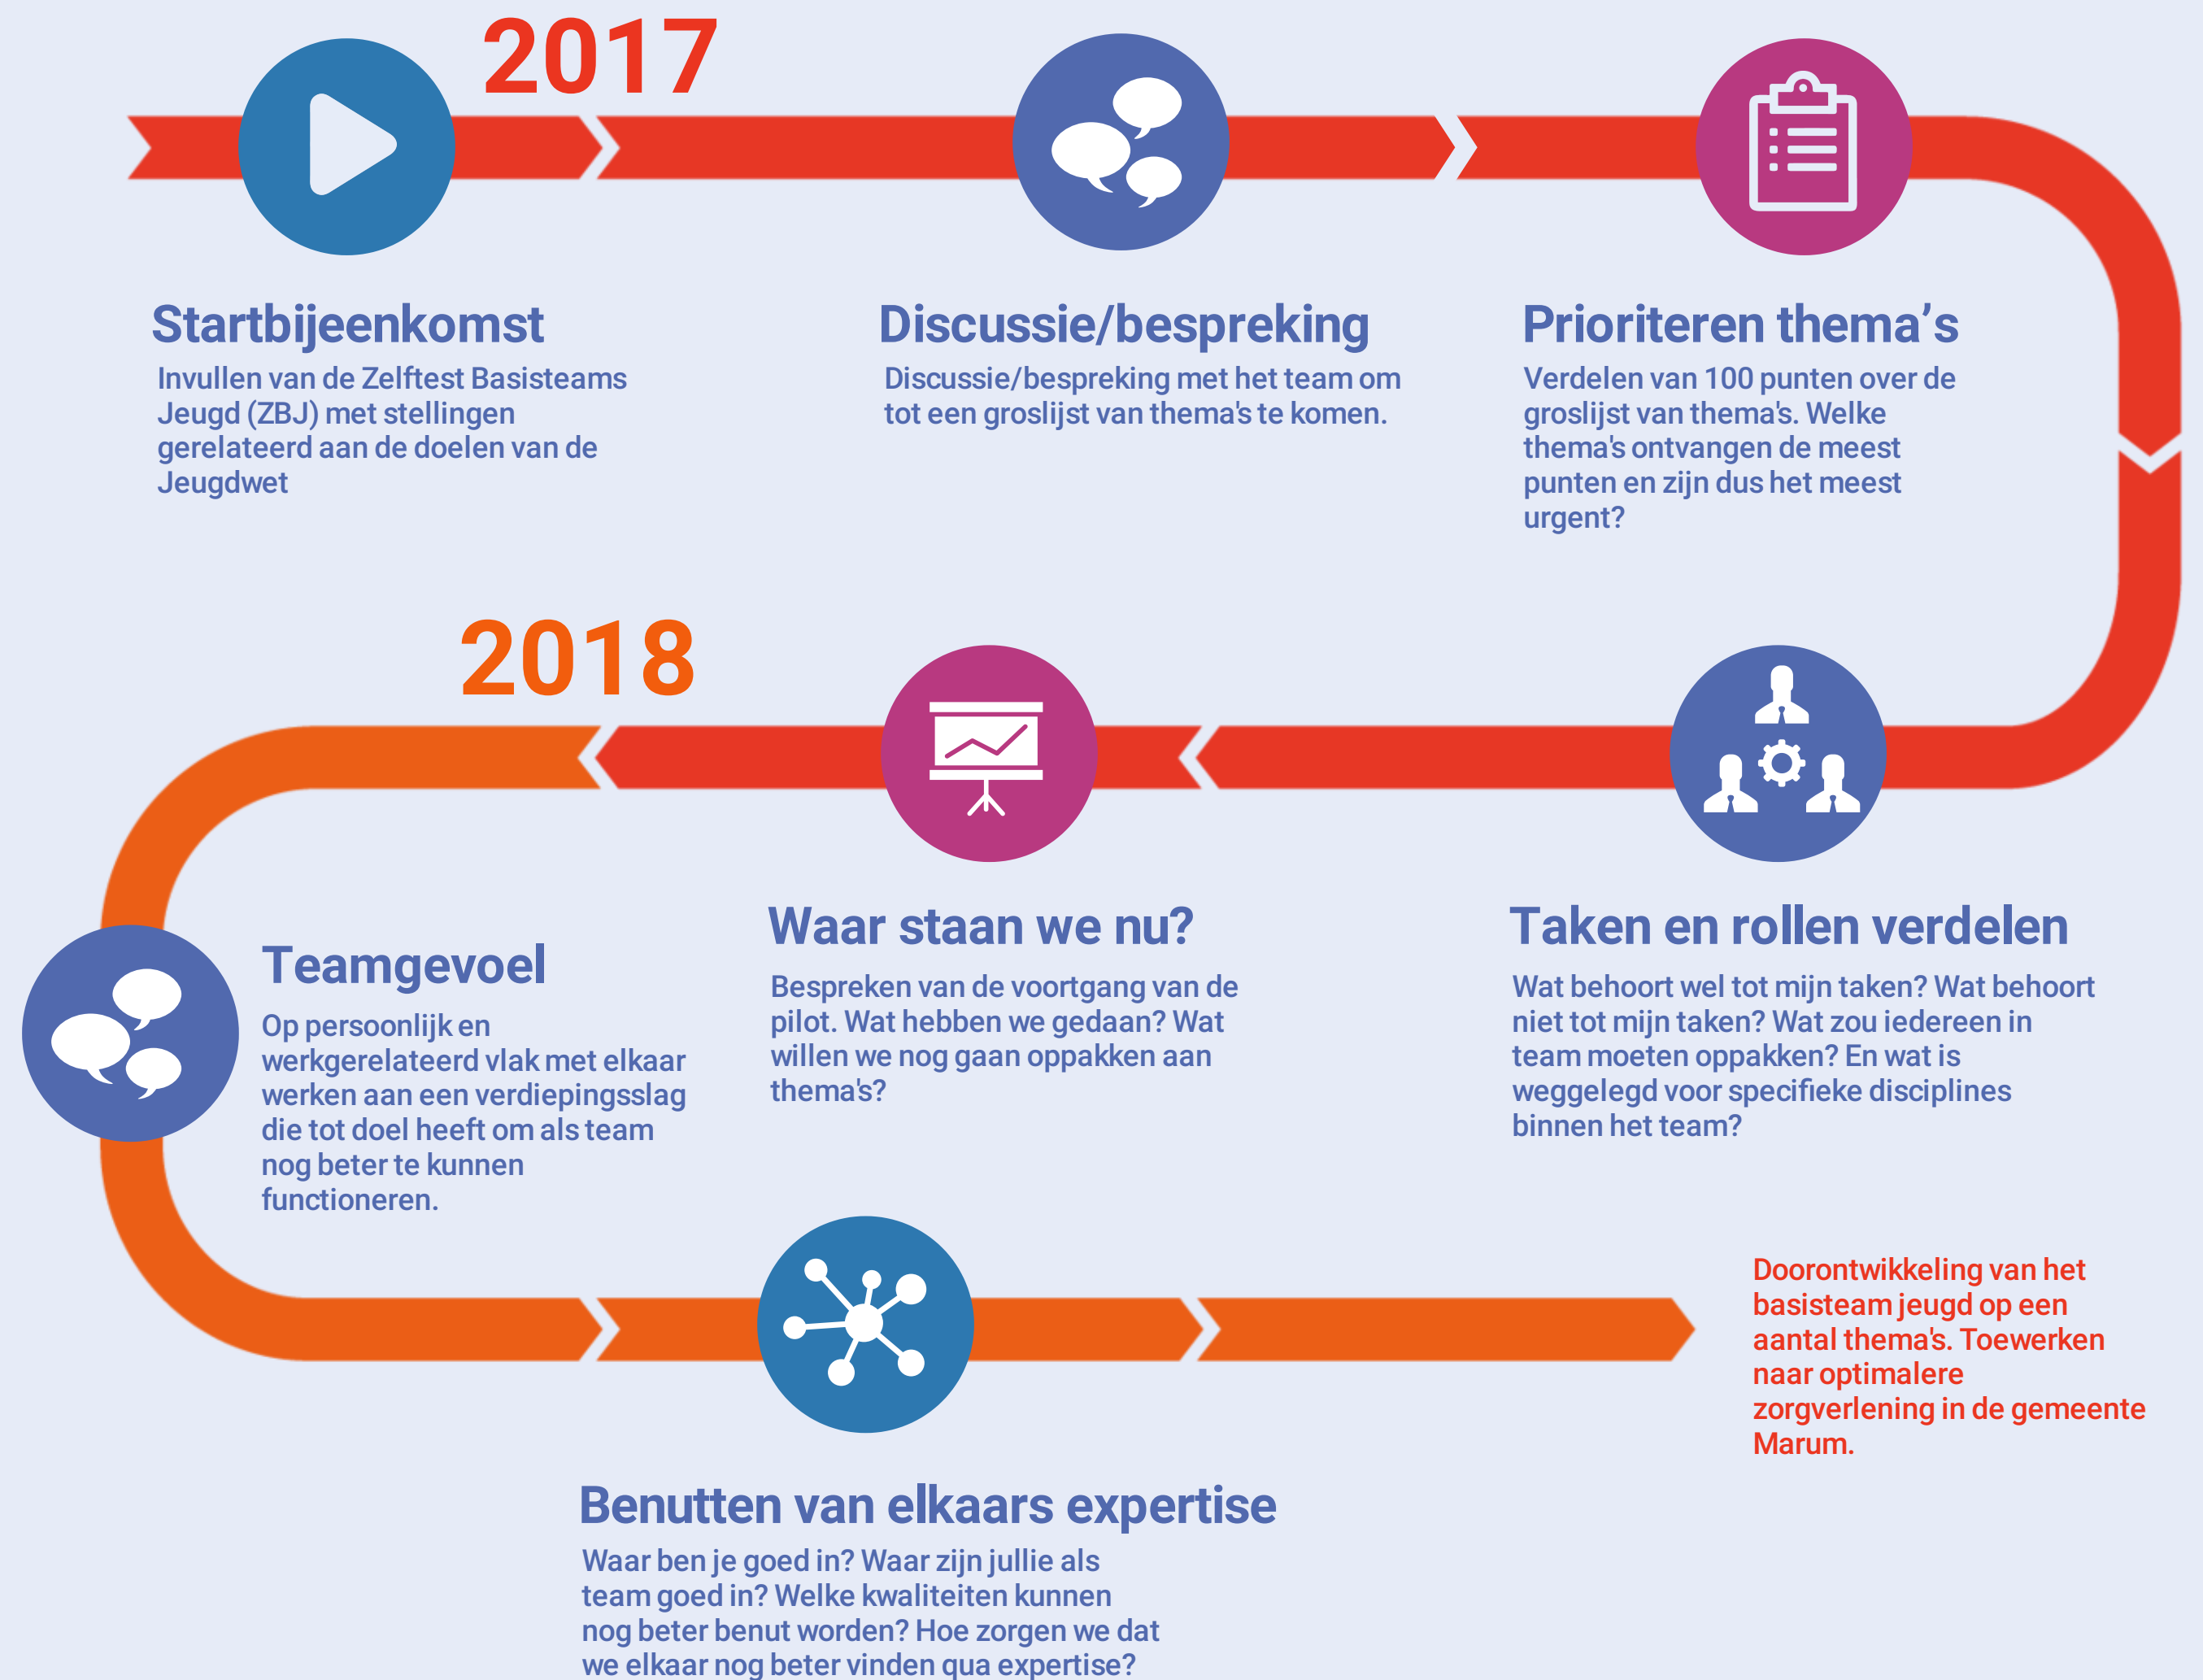 2017
Startbijeenkomst
Invullen van de Zelftest Basisteams
Jeugd (ZBJ) met stellingen
gerelateerd aan de doelen van de
Jeugdwet
Discussie/bespreking
Discussie/bespreking met het team om
tot een groslijst van thema's te komen.
Prioriteren thema's
Verdelen van 100 punten over de
groslijst van thema's. Welke
thema's ontvangen de meest
punten en zijn dus het meest
urgent?
Taken en rollen verdelen
Wat behoort wel tot mijn taken? Wat behoort
niet tot mijn taken? Wat zou iedereen in
team moeten oppakken? En wat is
weggelegd voor specifieke disciplines
binnen het team?
Waar staan we nu?
Bespreken van de voortgang van de
pilot. Wat hebben we gedaan? Wat
willen we nog gaan oppakken aan
thema's?
2018
Teamgevoel
Op persoonlijk en
werkgerelateerd vlak met elkaar
werken aan een verdiepingsslag
die tot doel heeft om als team
nog beter te kunnen
functioneren.
Benutten van elkaars expertise
Waar ben je goed in? Waar zijn jullie als
team goed in? Welke kwaliteiten kunnen
nog beter benut worden? Hoe zorgen we dat
we elkaar nog beter vinden qua expertise?
Doorontwikkeling van het
basisteam jeugd op een
aantal thema's. Toewerken
naar optimalere
zorgverlening in de gemeente
Marum.